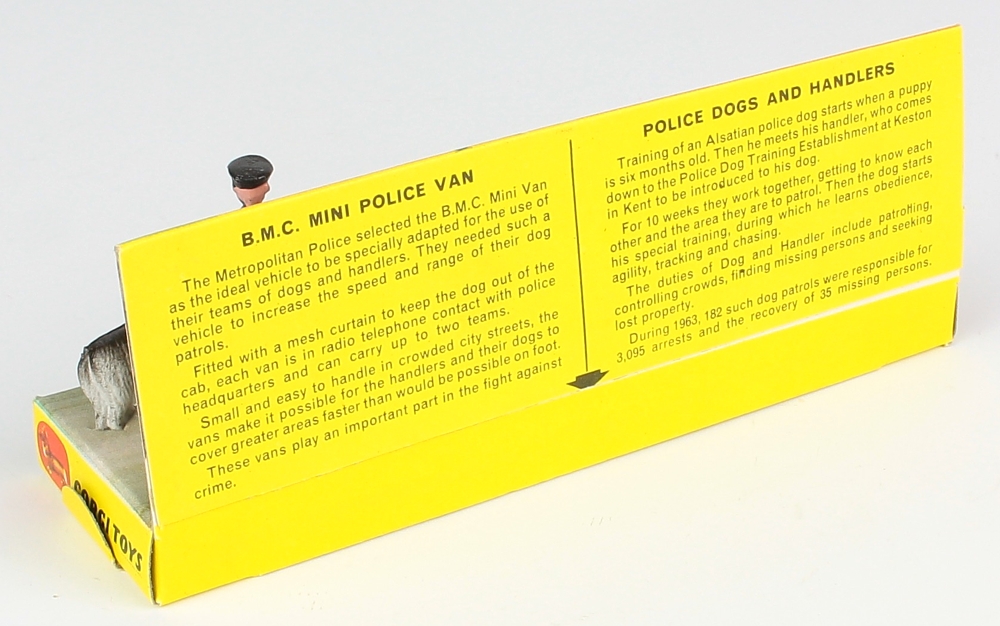 B.M.C. MINI POLICE VAN
The Metropolitan Police selected the B.M.C. Mini Van
as the ideal vehicle to be specially adapted for the use of
their teams of dogs and handlers. They needed such a
vehicle to increase the speed and range of their dog
patrols.
Fitted with a mesh curtain to keep the dog out of the
cab, each van is in radio telephone contact with police
headquarters and can carry up to two teams.
Small and easy to handle in crowded city streets, the
vans make it possible for the handlers and their dogs to
cover greater areas faster than would be possible on foot.
These vans play an important part in the fight against
crime.
POLICE DOGS AND HANDLERS
Training of an Alsatian police dog starts when a puppy
is six months old. Then he meets his handler, who comes
down to the Police Dog Training Establishment at Keston
in Kent to be introduced to his dog.
For 10 weeks they work together, getting to know each
other and the area they are to patrol. Then the dog starts
his special training, during which he learns obedience,
agility, tracking and chasing.
The duties of Dog and Handler include patrolling,
controlling crowds, finding missing persons and seeking
lost property.
During 1963, 182 such dog patrols were responsible for
3,095 arrests and the recovery of 35 missing persons.
CORGI TOYS